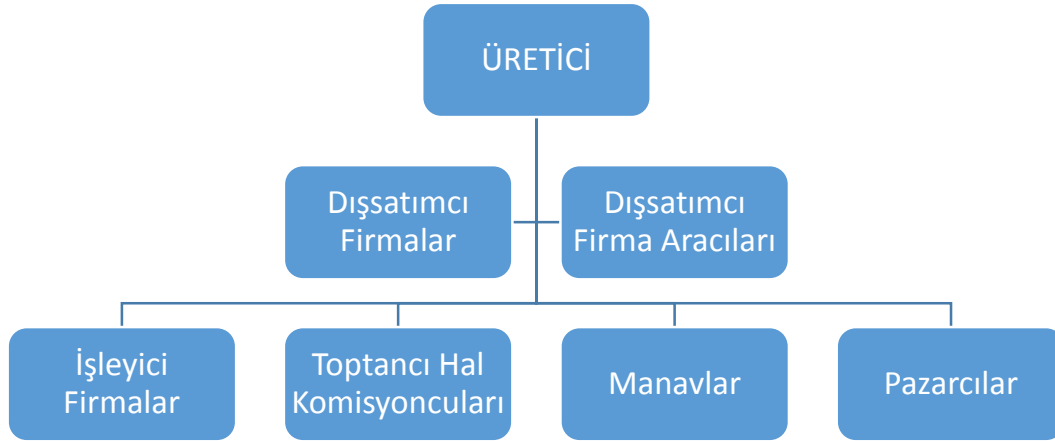 ÜRETİCİ
Dışsatımcı
Firmalar
Dışsatımcı
Firma Aracıları
İşleyici
Firmalar
Toptancı Hal
Komisyoncuları
Manavlar
Pazarcılar